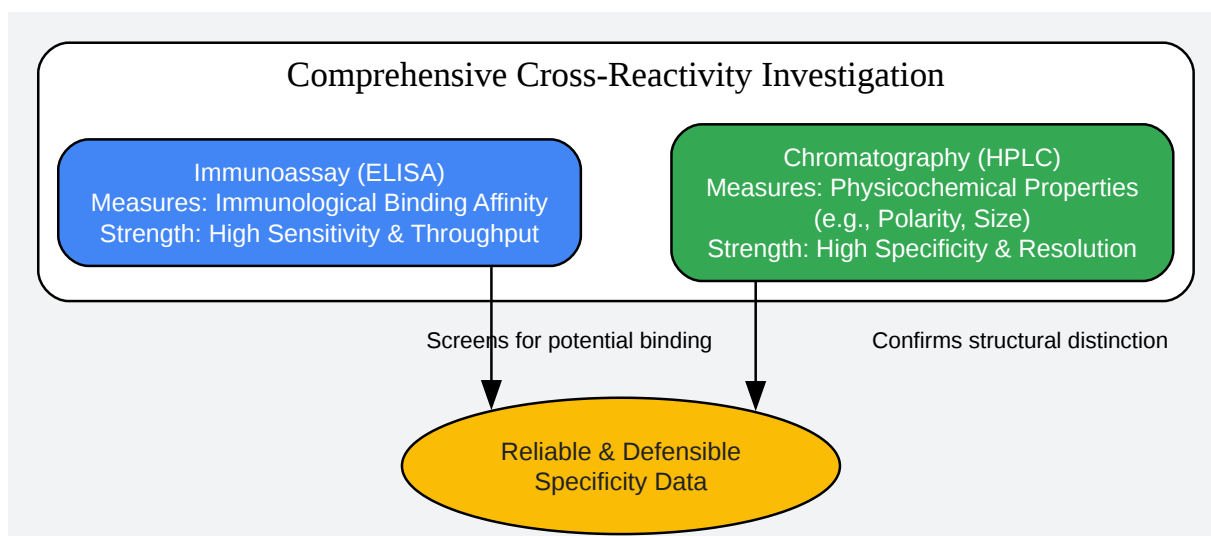 Comprehensive Cross-Reactivity Investigation
Immunoassay (ELISA)
Measures: Immunological Binding Affinity
Strength: High Sensitivity & Throughput
Chromatography (HPLC)
Measures: Physicochemical Properties
(e.g., Polarity, Size)
Strength: High Specificity & Resolution
Screens for potential binding
Confirms structural distinction
Reliable & Defensible
Specificity Data